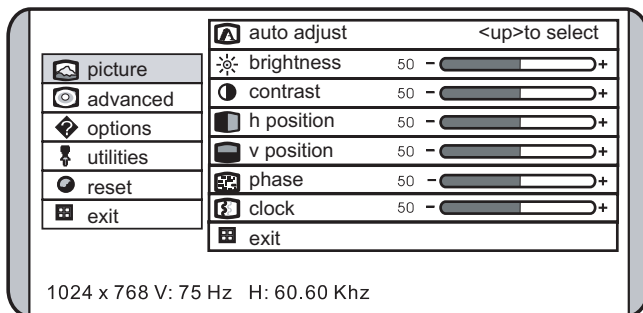 picture
advanced
options
utilities
reset
exit
auto adjust <up>to select
brightness 50 - +
contrast 50 - +
h position 50 - +
v position 50 - +
phase 50 - +
clock 50 - +
exit
1024 x 768 V: 75 Hz H: 60.60 Khz